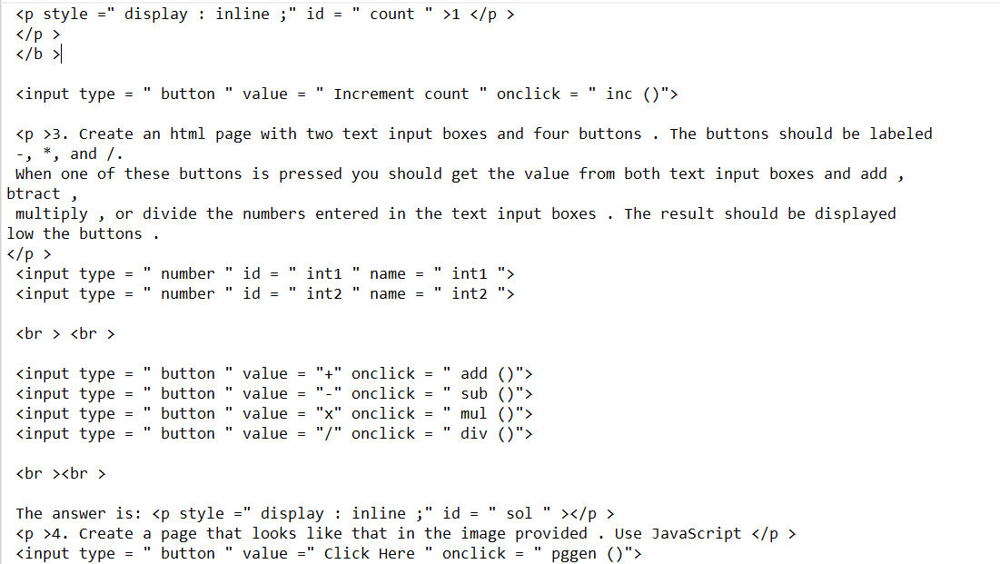 <p style =" display : inline ;" id = " count " >1 </p >
</p >
</b >
<input type = " button " value = " Increment count " onclick = " inc ()">
<p >3. Create an html page with two text input boxes and four buttons . The buttons should be labeled
-, *, and /.
When one of these buttons is pressed you should get the value from both text input boxes and add ,
btract ,
multiply , or divide the numbers entered in the text input boxes . The result should be displayed
low the buttons .
</p >
<input type = " number " id = " int1 " name = " int1 ">
<input type = " number " id = " int2 " name = " int2 ">
<br > <br >
<input type = " button " value = "+" onclick = " add ()">
<input type = " button " value = "-" onclick = " sub ()">
<input type = " button " value = "x" onclick = " mul ()">
<input type = " button " value = "/" onclick = " div ()">
<br ><br >
The answer is: <p style =" display : inline ;" id = " sol " ></p >
<p >4. Create a page that looks like that in the image provided . Use JavaScript </p >
<input type = " button " value =" Click Here " onclick = " pggen ()">